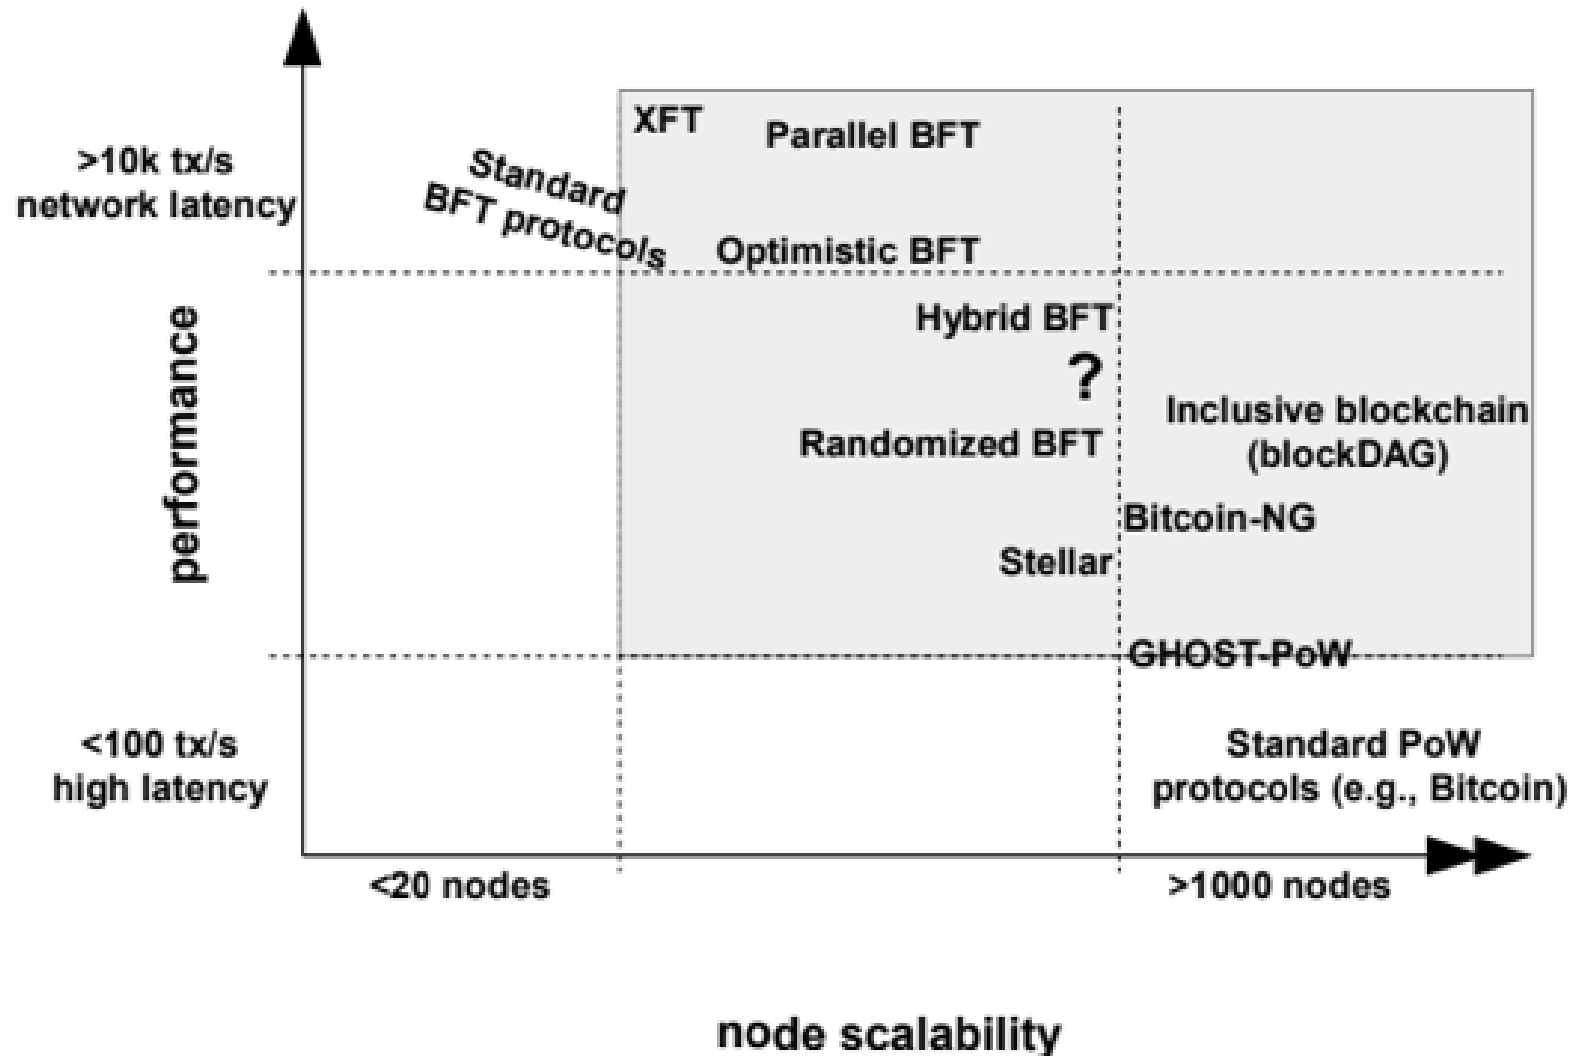 XFT
Parallel BFT
>10k tx/s
network latency
Standard
BFT protocols
Optimistic BFT
Hybrid BFT
?
performance
Inclusive blockchain
(blockDAG)
Randomized BFT
Bitcoin-NG
Stellar
GHOST-PoW
<100 tx/s
high latency
Standard PoW
protocols (e.g., Bitcoin)
<20 nodes
>1000 nodes
node scalability